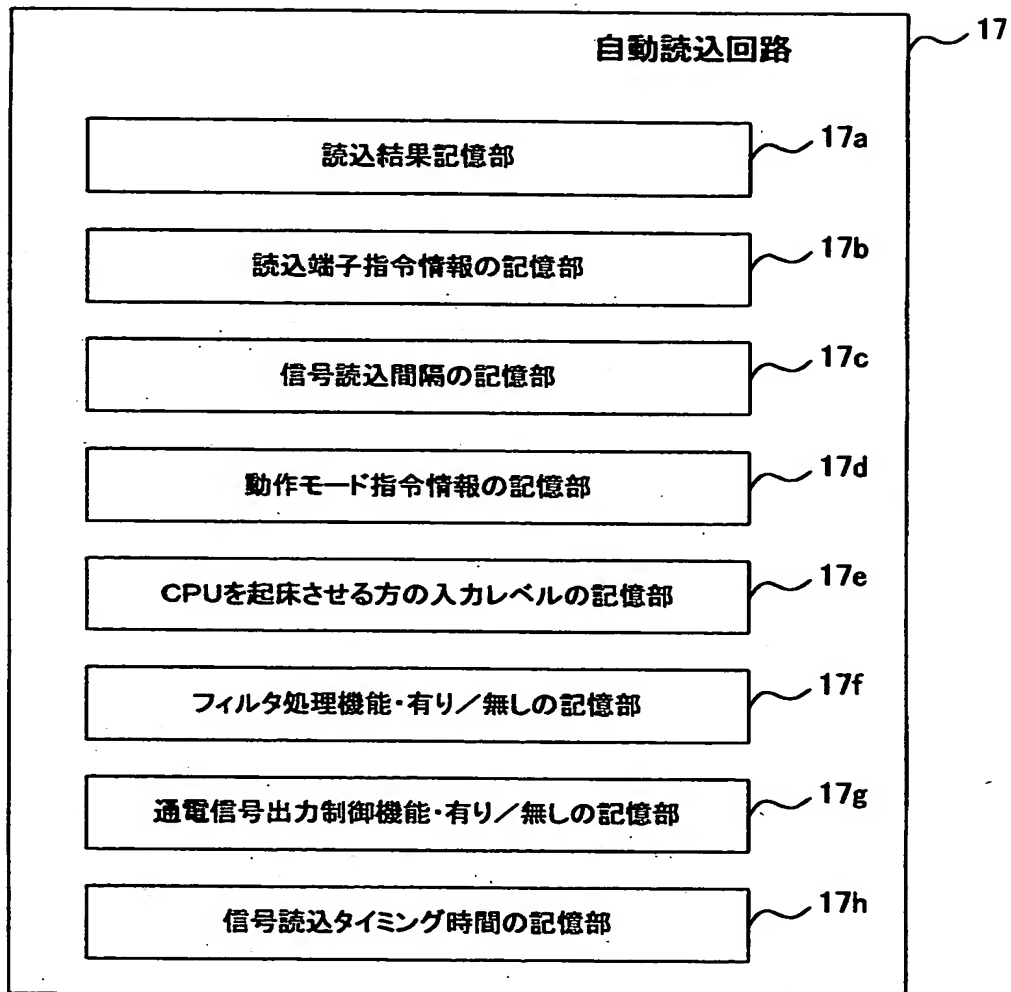 自動読込回路
17
読込結果記憶部
17a
読込端子指令情報の記憶部
17b
信号読込間隔の記憶部
17c
動作モード指令情報の記憶部
17d
CPUを起床させる方の入力レベルの記憶部
17e
フィルタ処理機能・有り／無しの記憶部
17f
通電信号出力制御機能・有り／無しの記憶部
17g
信号読込タイミング時間の記憶部
17h